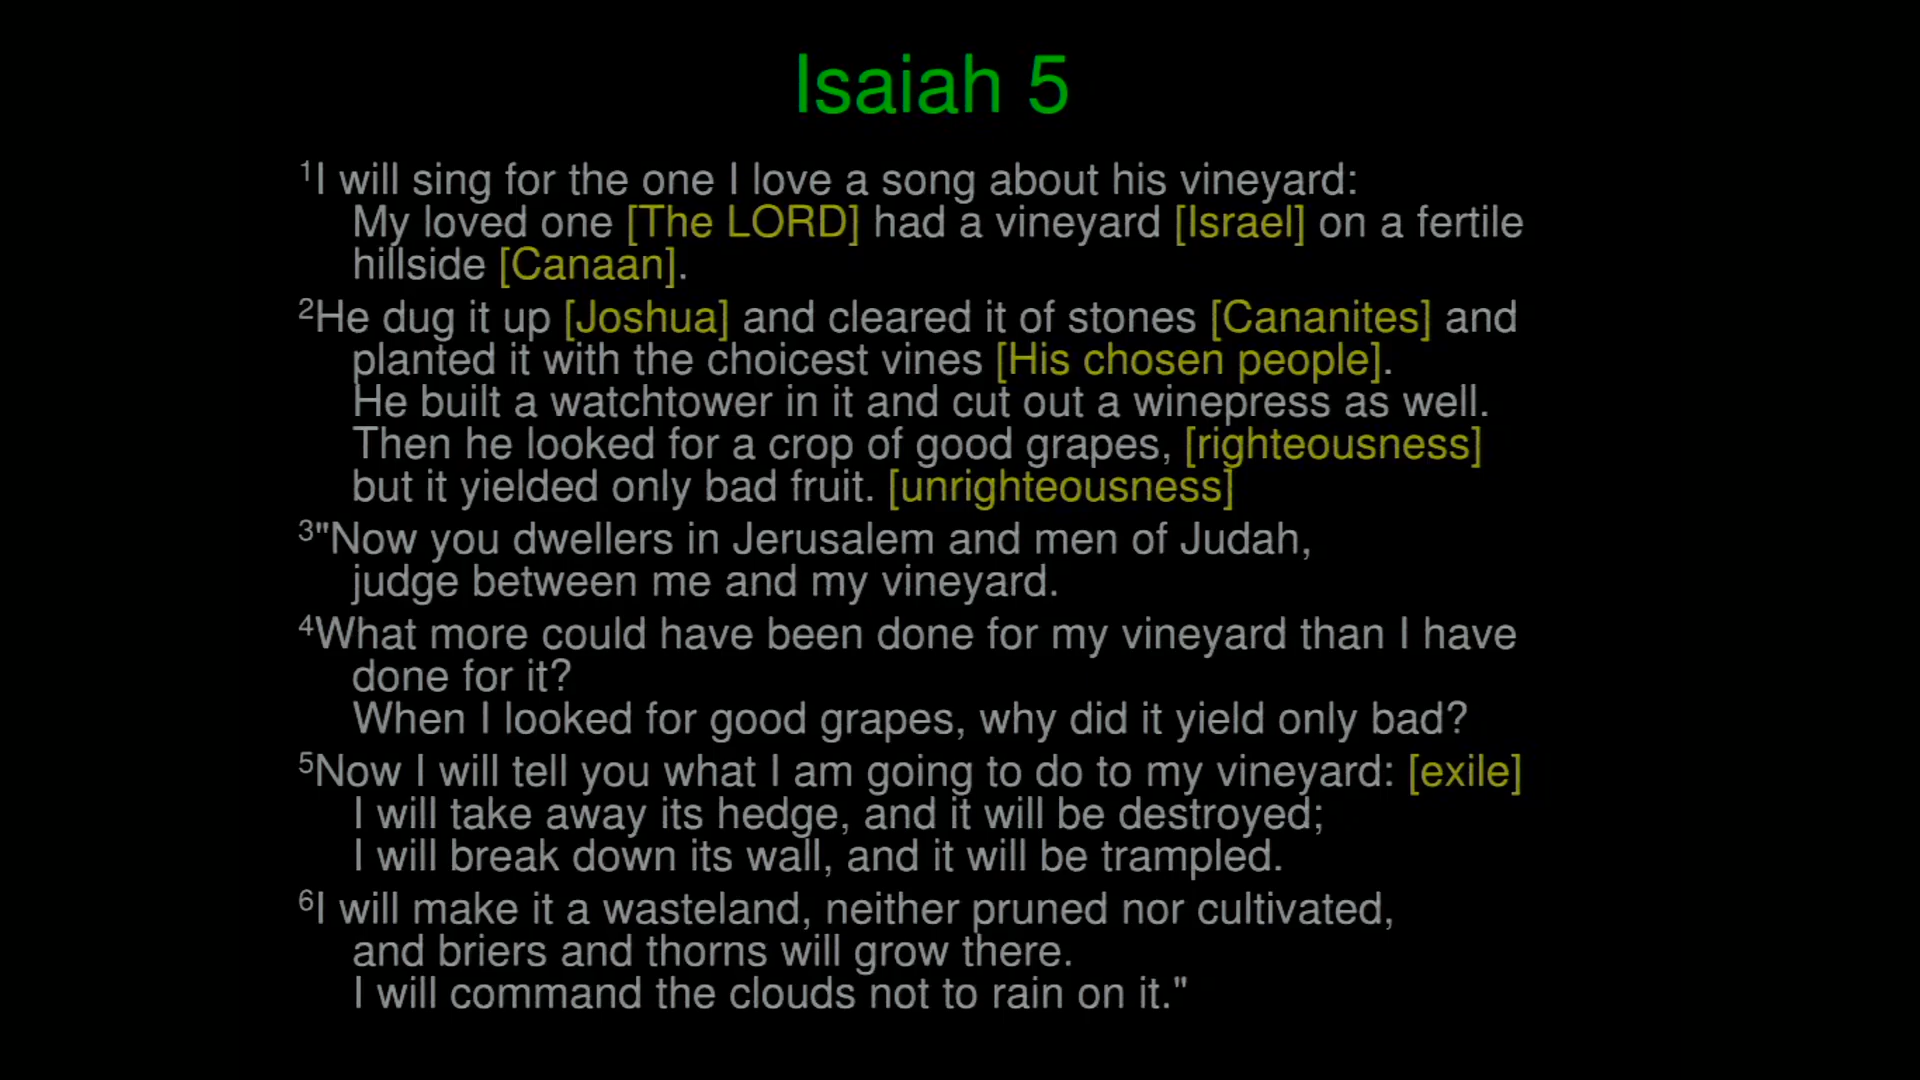 Isaiah 5
1I will sing for the one I love a song about his vineyard:
My loved one [The LORD] had a vineyard [Israel] on a fertile
hillside [Canaan].
2He dug it up [Joshua] and cleared it of stones [Cananites] and
planted it with the choicest vines [His chosen people].
He built a watchtower in it and cut out a winepress as well.
Then he looked for a crop of good grapes, [righteousness]
but it yielded only bad fruit. [unrighteousness]
3"Now you dwellers in Jerusalem and men of Judah,
judge between me and my vineyard.
4What more could have been done for my vineyard than I have
done for it?
When I looked for good grapes, why did it yield only bad?
5Now I will tell you what I am going to do to my vineyard: [exile]
I will take away its hedge, and it will be destroyed;
I will break down its wall, and it will be trampled.
6I will make it a wasteland, neither pruned nor cultivated,
and briers and thorns will grow there.
I will command the clouds not to rain on it."